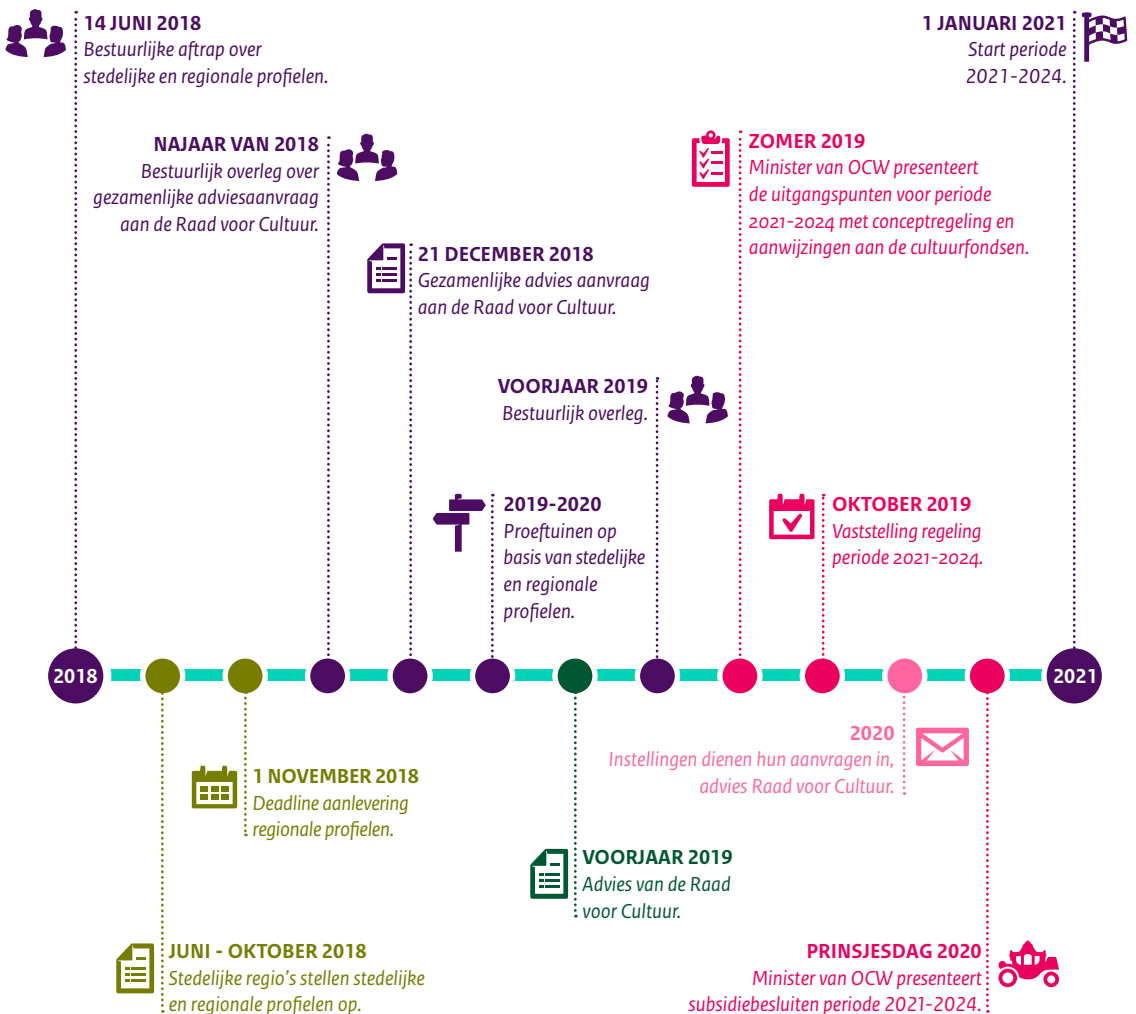 14 JUNI 2018
Bestuurlijke aftrap over
stedelijke en regionale profielen.
1 JANUARI 2021
Start periode
2021-2024.
NAJAAR VAN 2018
Bestuurlijk overleg over
gezamenlijke adviesaanvraag
aan de Raad voor Cultuur.
ZOMER 2019
Minister van OCW presenteert
de uitgangspunten voor periode
2021-2024 met conceptregeling en
aanwijzingen aan de cultuurfondsen.
21 DECEMBER 2018
Gezamenlijke advies aanvraag
aan de Raad voor Cultuur.
VOORJAAR 2019
Bestuurlijk overleg.
2019-2020
Proeftuinen op
basis van stedelijke
en regionale
profielen.
OKTOBER 2019
Vaststelling regeling
periode 2021-2024.
2018
2021
2020
Instellingen dienen hun aanvragen in,
advies Raad voor Cultuur.
1 NOVEMBER 2018
Deadline aanlevering
regionale profielen.
VOORJAAR 2019
Advies van de Raad
voor Cultuur.
JUNI - OKTOBER 2018
Stedelijke regio's stellen stedelijke
en regionale profielen op.
PRINSJESDAG 2020
Minister van OCW presenteert
subsidiebesluiten periode 2021-2024.